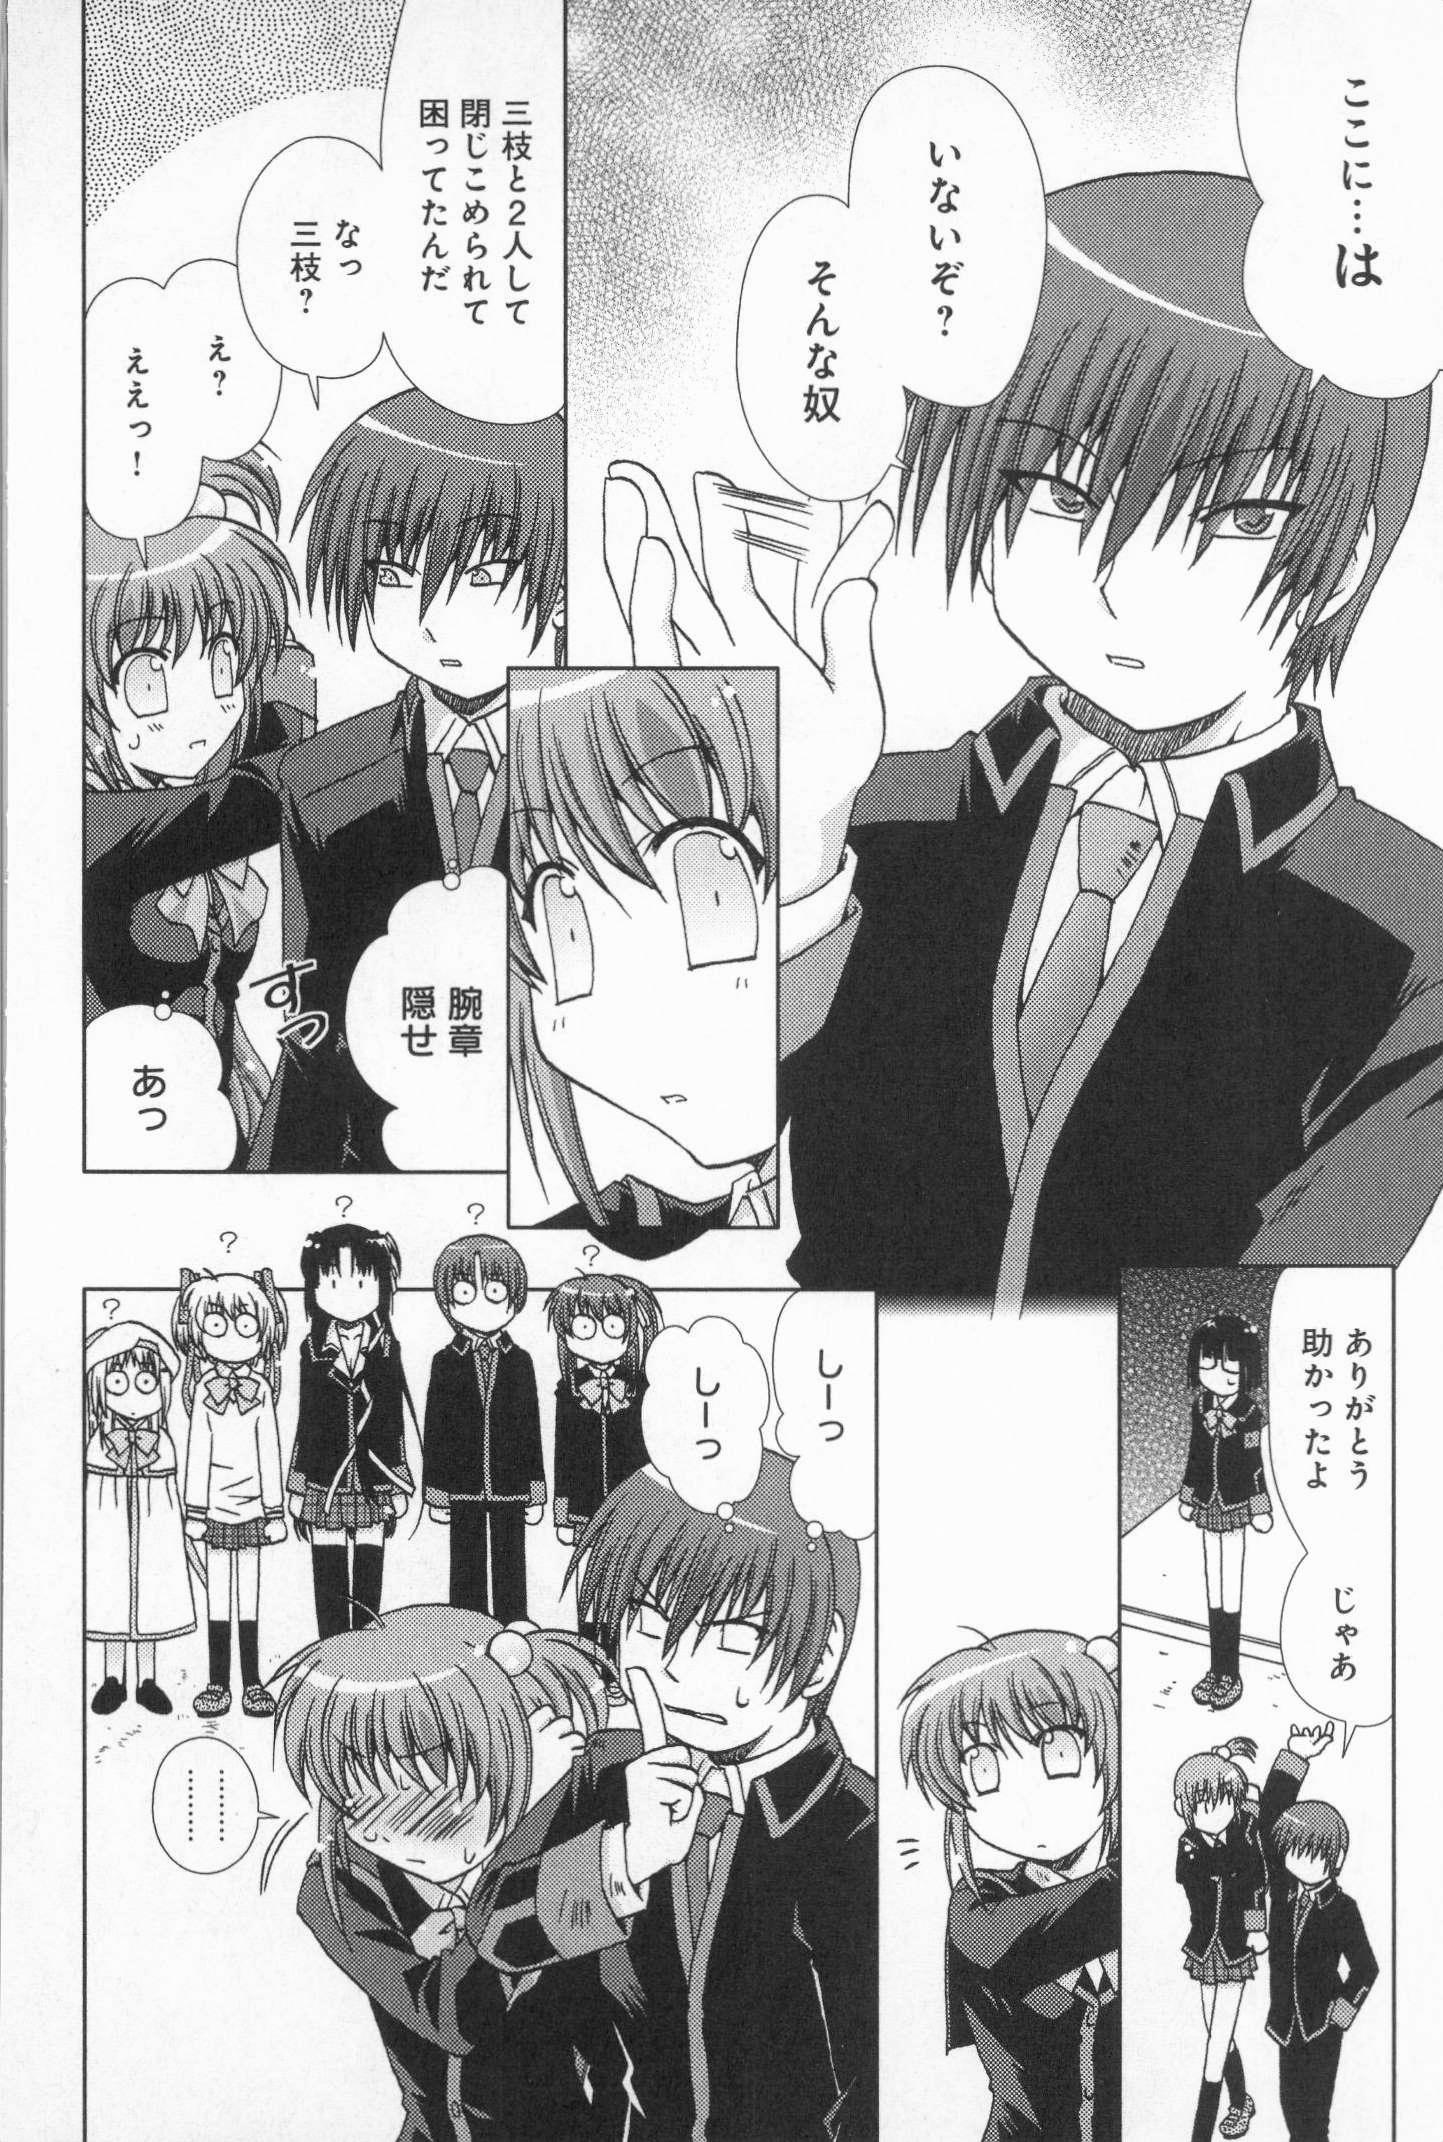 ここに…は
いないぞ？
そんな奴
三枝と2人して
閉じこめられて
困ってたんだ
なっ
三枝？
え？
ええっ！
腕章
隠せ
すっ
あっ
ありがとう
助かったよ
じゃあ
しーっ
しーっ
？
？
？
？
？
………
………